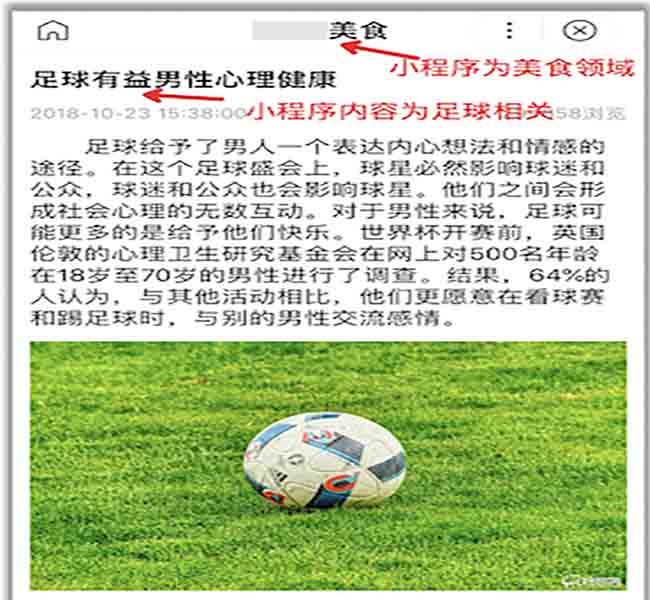 美食
小程序为美食领域
足球有益男性心理健康
2018-10-23 15:38:00
小程序内容为足球相关
58浏览
足球给予了男人一个表达内心想法和情感的
途径。在这个足球盛会上，球星必然影响球迷和
公众，球迷和公众也会影响球星。他们之间会形
成社会心理的无数互动。对于男性来说，足球可
能更多的是给予他们快乐。世界杯开赛前，英国
伦敦的心理卫生研究基金会在网上对500名年龄
在18岁至70岁的男性进行了调查。结果，64%的
人认为，与其他活动相比，他们更愿意在看球赛
和踢足球时，与别的男性交流感情。